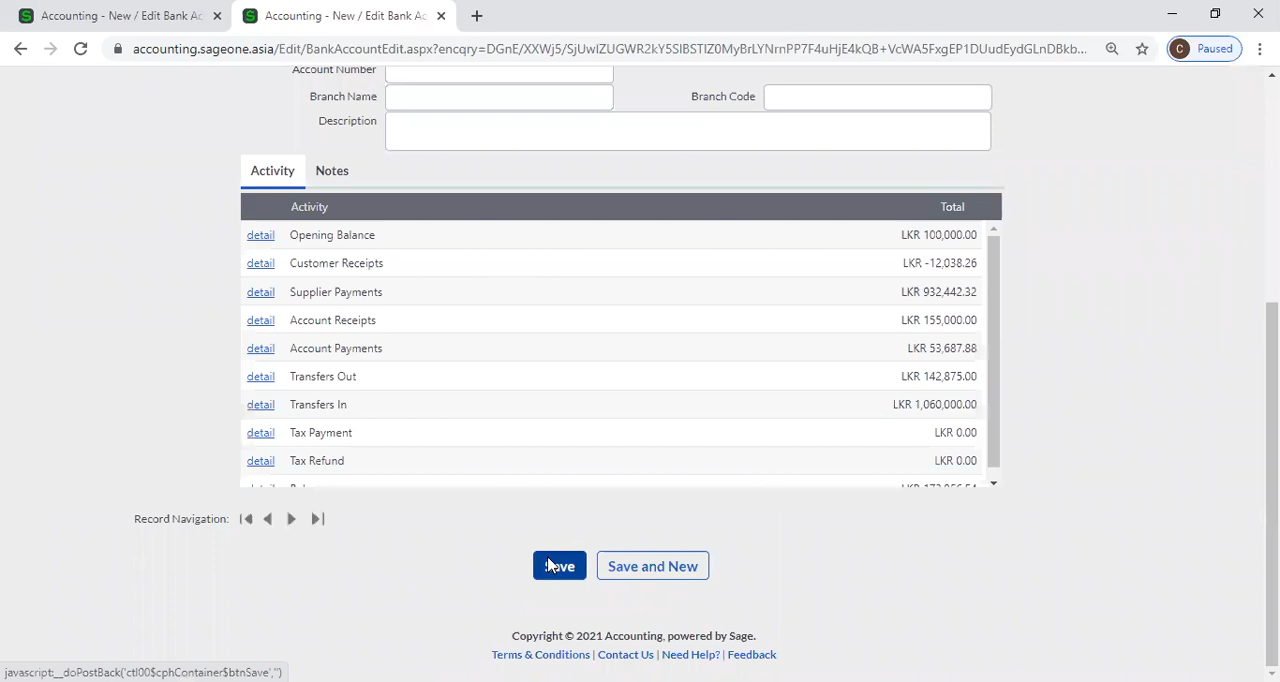 Accounting - New / Edit Bank Ac
Accounting - New / Edit Bank Ac
accounting.sageone.asia/Edit/BankAccountEdit.aspx?encqry=DGnE/XXWj5/SjUwIZUGWR2kY5SIBSTIZ0MyBrLYNrnPP7F4uHjE4kQB+VcWA5FxgEP1DUudEydGLnDBkb...
C Paused
Account Number
Branch Name
Branch Code
Description
Activity Notes
Activity Total
detail Opening Balance LKR 100,000.00
detail Customer Receipts LKR -12,038.26
detail Supplier Payments LKR 932,442.32
detail Account Receipts LKR 155,000.00
detail Account Payments LKR 53,687.88
detail Transfers Out LKR 142,875.00
detail Transfers In LKR 1,060,000.00
detail Tax Payment LKR 0.00
detail Tax Refund LKR 0.00
Record Navigation:
Save Save and New
Copyright © 2021 Accounting, powered by Sage.
Terms & Conditions | Contact Us | Need Help? | Feedback
javascript:__doPostBack('ctl00$cphContainer$btnSave','')